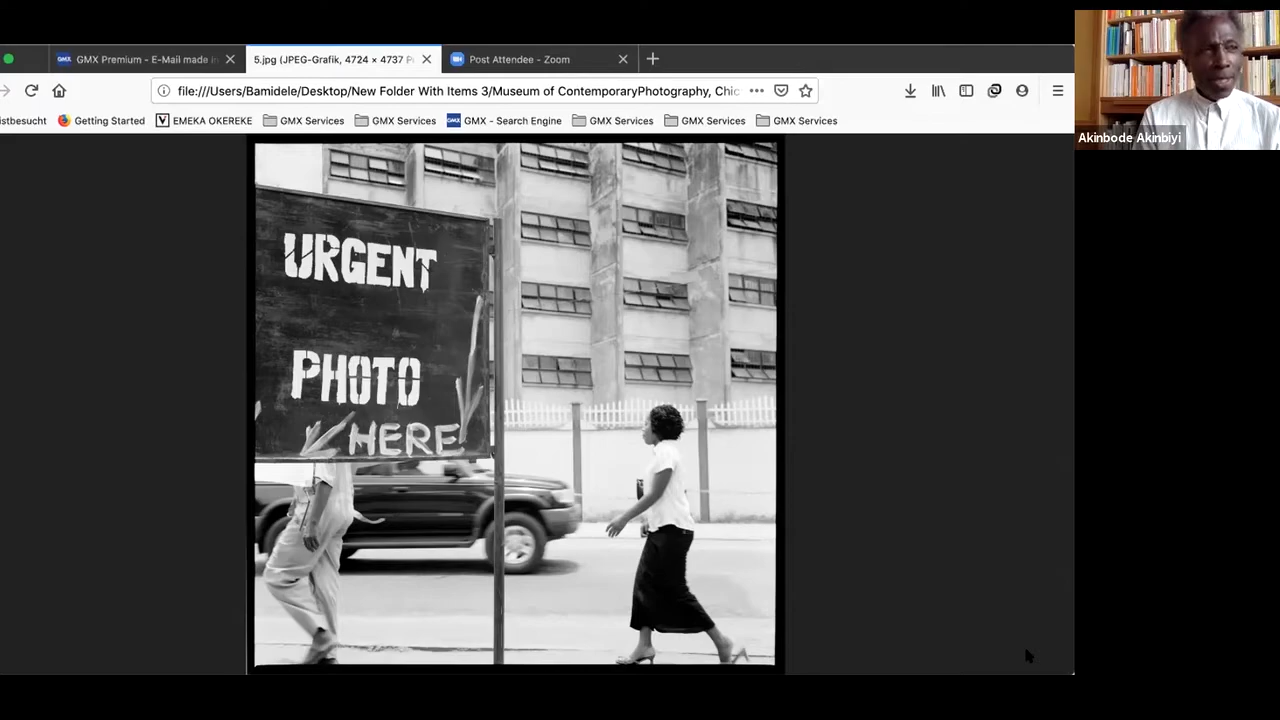 GMX Premium - E-Mail made in
5.jpg (JPEG-Grafik, 4724 × 4737 P
Post Attendee - Zoom
file:///Users/Bamidele/Desktop/New Folder With Items 3/Museum of ContemporaryPhotography, Chic
istbesucht
Getting Started
EMEKA OKEREKE
GMX Services
GMX Services
GMX - Search Engine
GMX Services
GMX Services
GMX Services
Akinbode Akinbiyi
URGENT
PHOTO
HERE